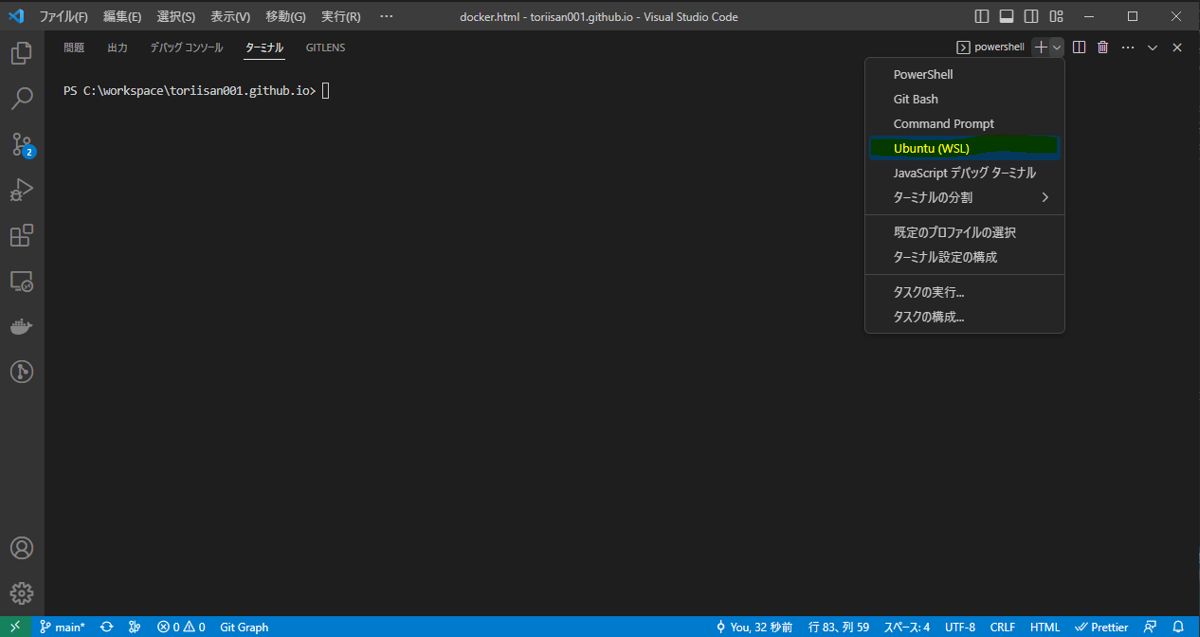 ファイル(F) 編集(E) 選択(S) 表示(V) 移動(G) 実行(R) ··· docker.html - toriisan001.github.io - Visual Studio Code
問題 出力 デバッグ コンソール ターミナル GITLENS powershell
PS C:\workspace\toriisan001.github.io>
PowerShell
Git Bash
Command Prompt
Ubuntu (WSL)
JavaScript デバッグ ターミナル
ターミナルの分割
既定のプロファイルの選択
ターミナル設定の構成
タスクの実行...
タスクの構成...
2
main* 0 0 Git Graph You, 32 秒前 行 83、列 59 スペース: 4 UTF-8 CRLF HTML Prettier